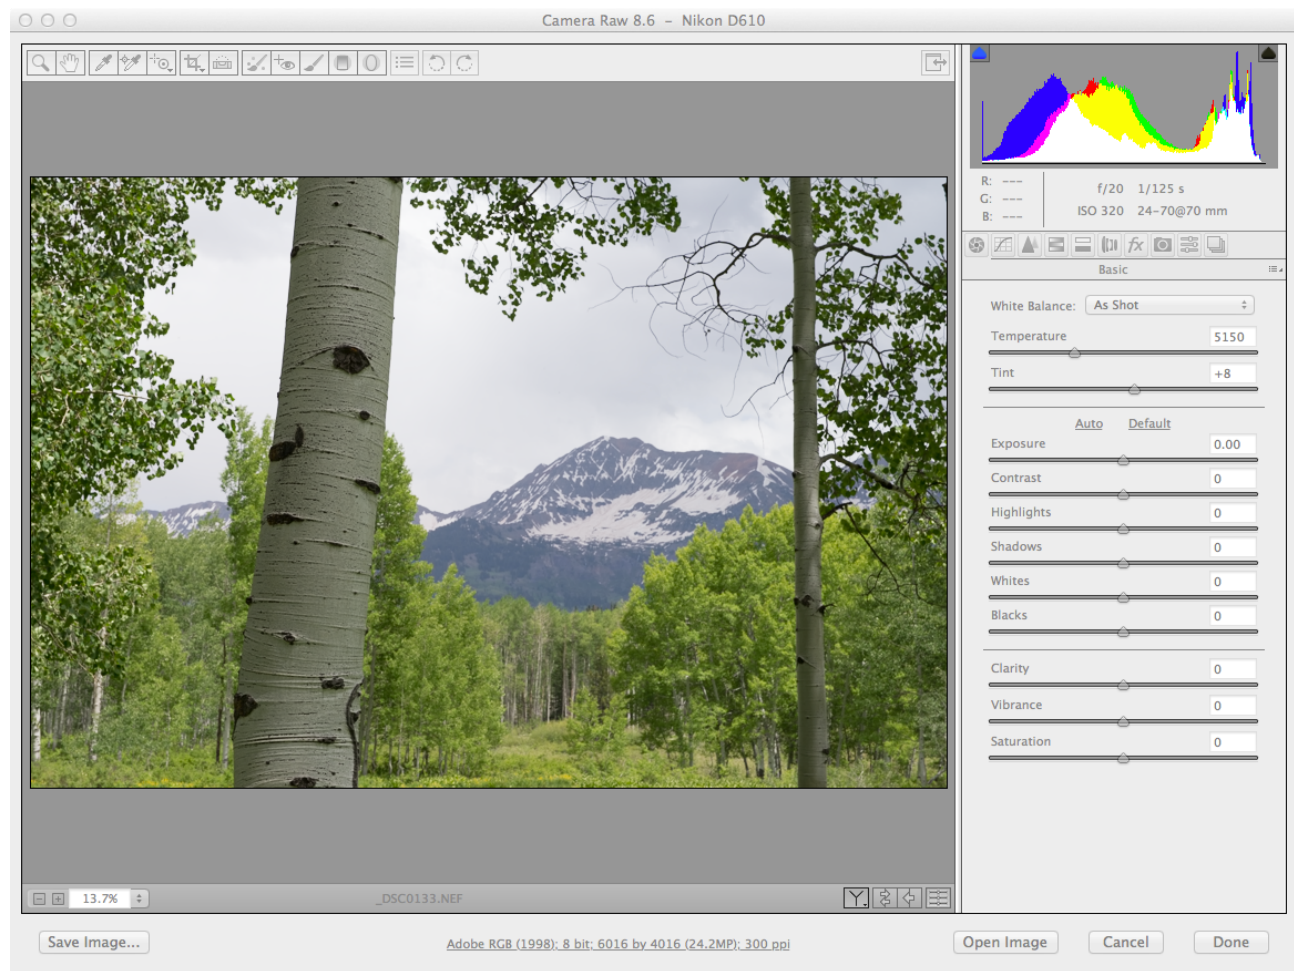 Camera Raw 8.6 – Nikon D610
R: ---
G: ---
B: ---
f/20 1/125 s
ISO 320 24-70@70 mm
fx
Basic
White Balance: As Shot
Temperature 5150
Tint +8
Auto Default
Exposure 0.00
Contrast 0
Highlights 0
Shadows 0
Whites 0
Blacks 0
Clarity 0
Vibrance 0
Saturation 0
13.7% _DSC0133.NEF Y
Save Image... Adobe RGB (1998); 8 bit; 6016 by 4016 (24.2MP); 300 ppi Open Image Cancel Done